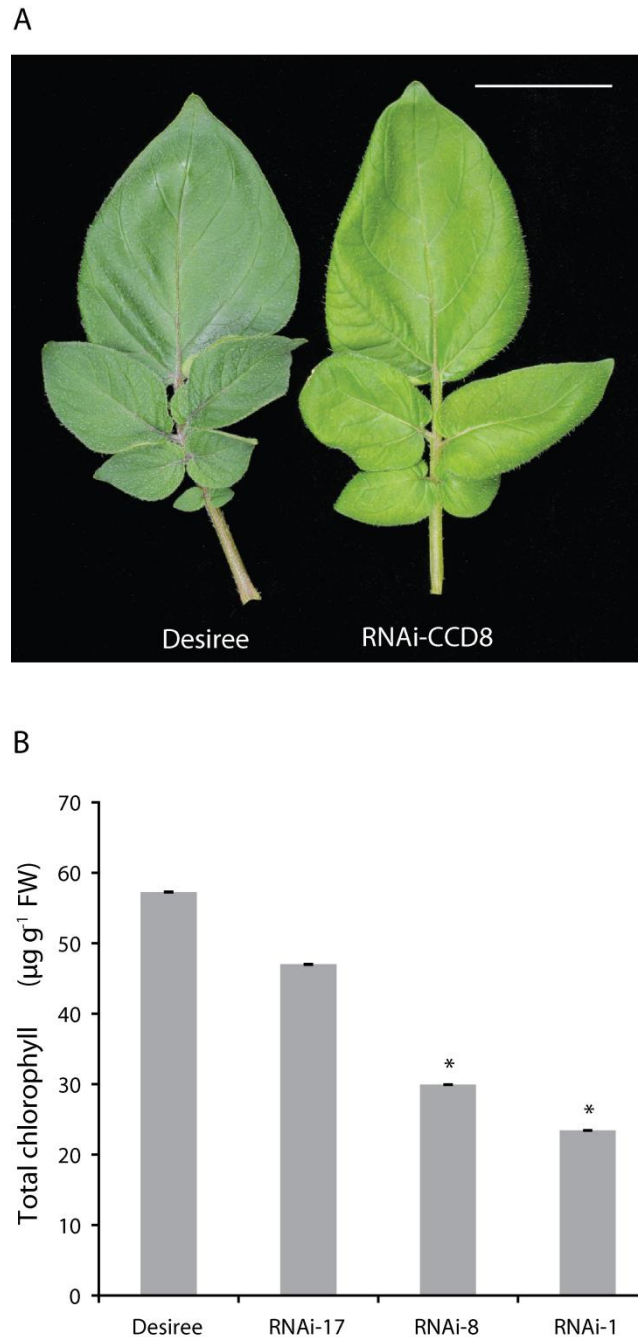 A
Desiree RNAi-CCD8
B
Total chlorophyll (µg g⁻¹ FW)
70
60
50
40
30
20
10
0
*
*
Desiree RNAi-17 RNAi-8 RNAi-1